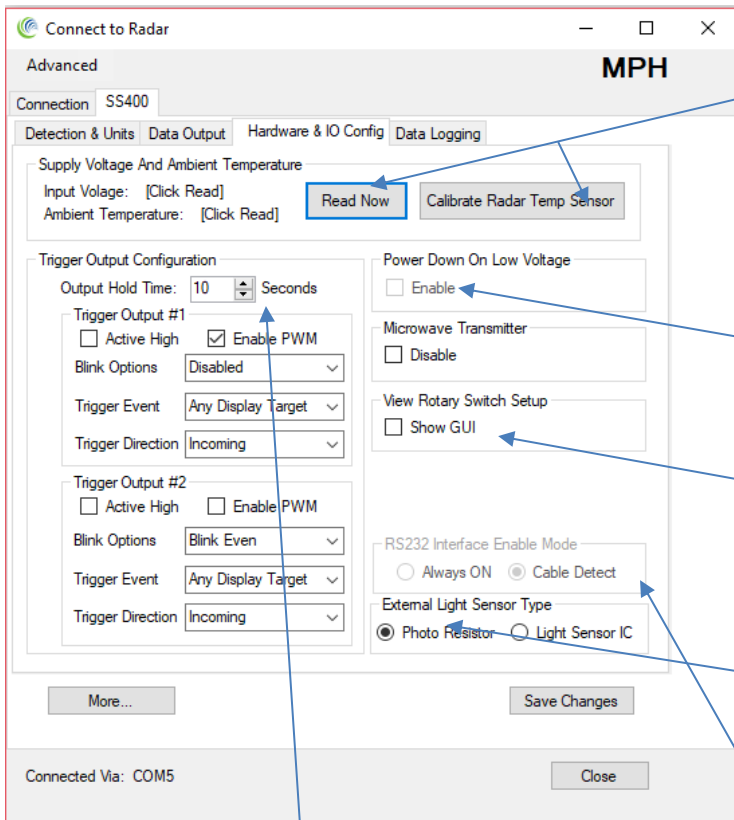 Connect to Radar
Advanced
MPH
Connection SS400
Detection & Units Data Output Hardware & IO Config Data Logging
Supply Voltage And Ambient Temperature
Input Volage: [Click Read]
Ambient Temperature: [Click Read]
Read Now
Calibrate Radar Temp Sensor
Trigger Output Configuration
Output Hold Time: 10 Seconds
Trigger Output #1
Active High Enable PWM
Blink Options Disabled
Trigger Event Any Display Target
Trigger Direction Incoming
Trigger Output #2
Active High Enable PWM
Blink Options Blink Even
Trigger Event Any Display Target
Trigger Direction Incoming
Power Down On Low Voltage
Enable
Microwave Transmitter
Disable
View Rotary Switch Setup
Show GUI
RS232 Interface Enable Mode
Always ON Cable Detect
External Light Sensor Type
Photo Resistor Light Sensor IC
More... Save Changes
Connected Via: COM5 Close